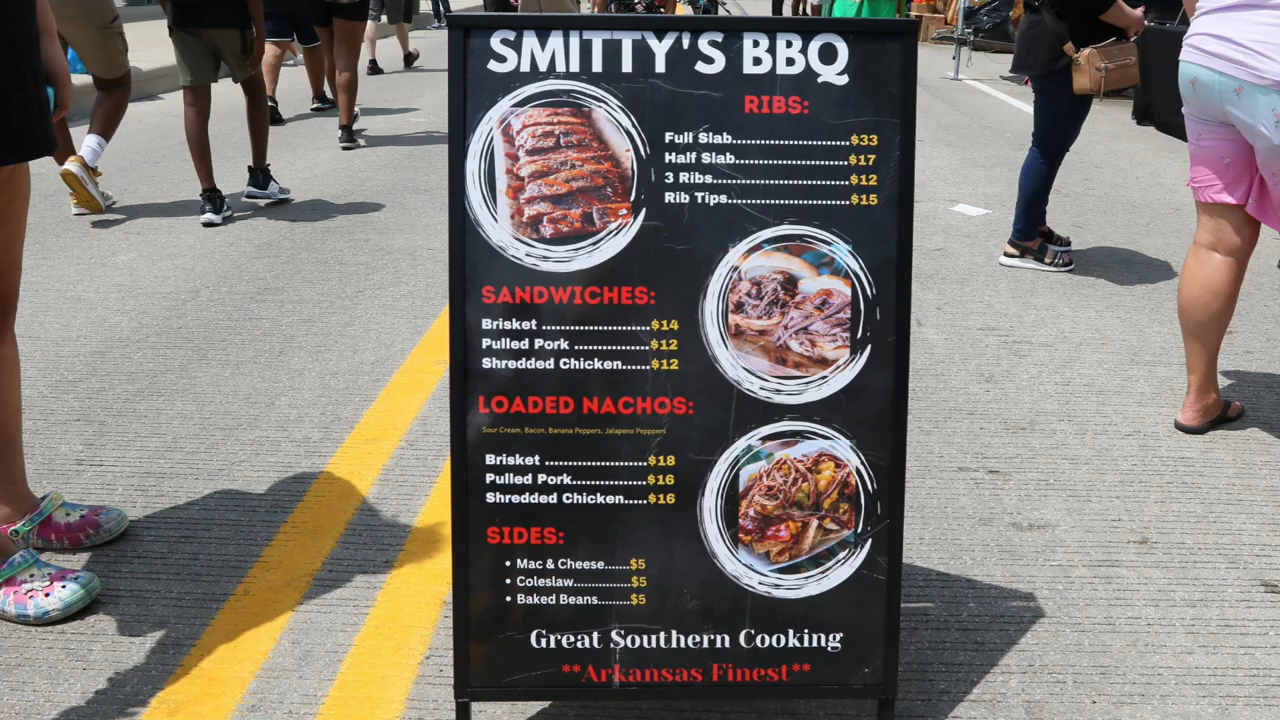 SMITTY'S BBQ
RIBS:
Full Slab..........................$33
Half Slab.........................$17
3 Ribs.............................$12
Rib Tips...........................$15
SANDWICHES:
Brisket ........................$14
Pulled Pork ................$12
Shredded Chicken......$12
LOADED NACHOS:
Sour Cream, Bacon, Banana Peppers, Jalapeno Pepppers
Brisket .......................$18
Pulled Pork.................$16
Shredded Chicken.....$16
SIDES:
• Mac & Cheese.......$5
• Coleslaw..............$5
• Baked Beans.........$5
Great Southern Cooking
**Arkansas Finest**